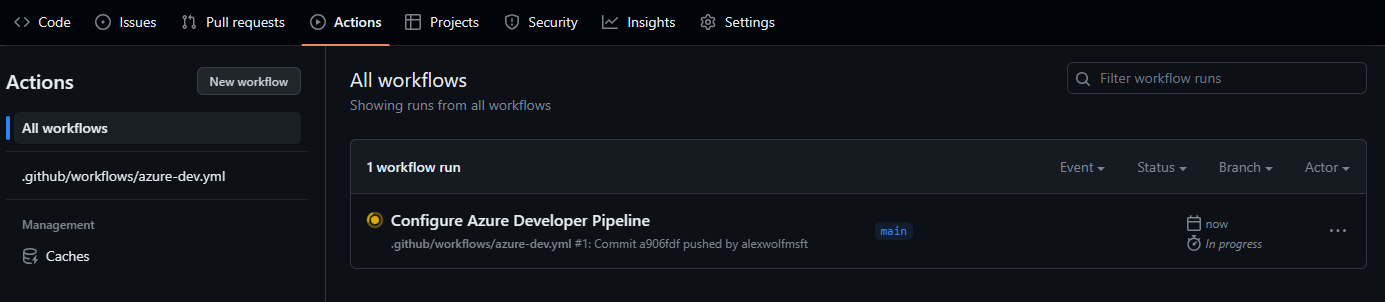 Code Issues Pull requests Actions Projects Security Insights Settings
Actions
New workflow
All workflows
.github/workflows/azure-dev.yml
Management
Caches
All workflows
Showing runs from all workflows
Filter workflow runs
1 workflow run
Event Status Branch Actor
Configure Azure Developer Pipeline
.github/workflows/azure-dev.yml #1: Commit a906fdf pushed by alexwolfmsft
main
now
In progress